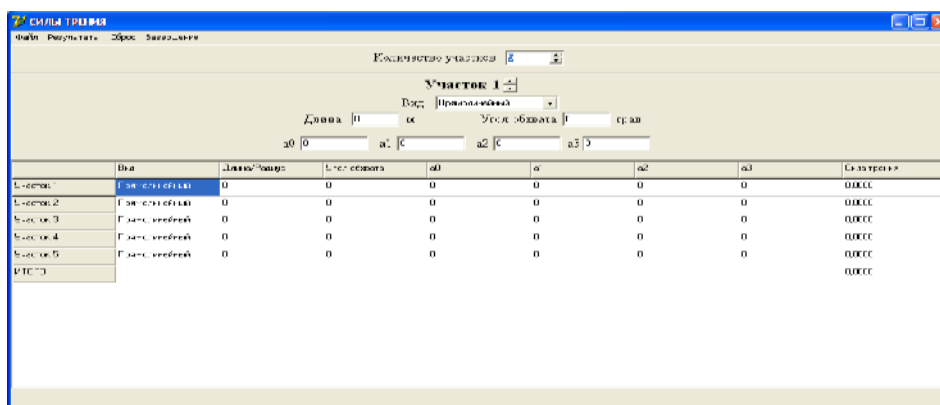 СИЛЫ ТРЕНИЯ
Файл Результаты Сброс Завершение
Количество участков
Участок 1
Вид Прямолинейный
Длина 0 м Угол обхвата град
a0 0 a1 0 a2 0 a3 0
Вид Длина/Радиус Угол обхвата a0 a1 a2 a3 Сила трения
Участок 1 Прямолинейный 0 0 0 0 0 0 0,0000
Участок 2 Прямолинейный 0 0 0 0 0 0 0,0000
Участок 3 Прямолинейный 0 0 0 0 0 0 0,0000
Участок 4 Прямолинейный 0 0 0 0 0 0 0,0000
Участок 5 Прямолинейный 0 0 0 0 0 0 0,0000
ИТОГО 0,0000